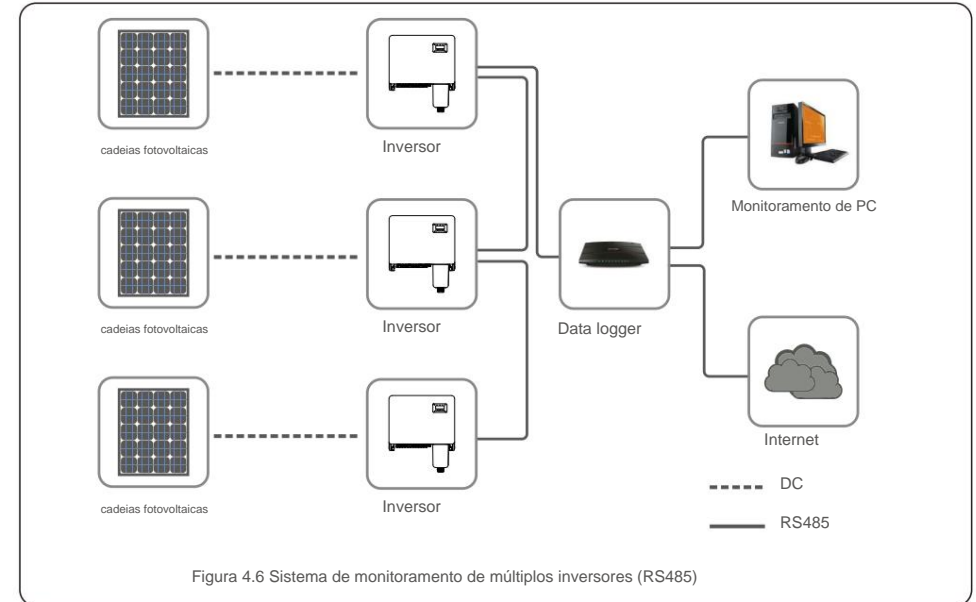 cadeias fotovoltaicas
Inversor
Monitoramento de PC
cadeias fotovoltaicas
Inversor
Data logger
Internet
cadeias fotovoltaicas
Inversor
DC
RS485
Figura 4.6 Sistema de monitoramento de múltiplos inversores (RS485)